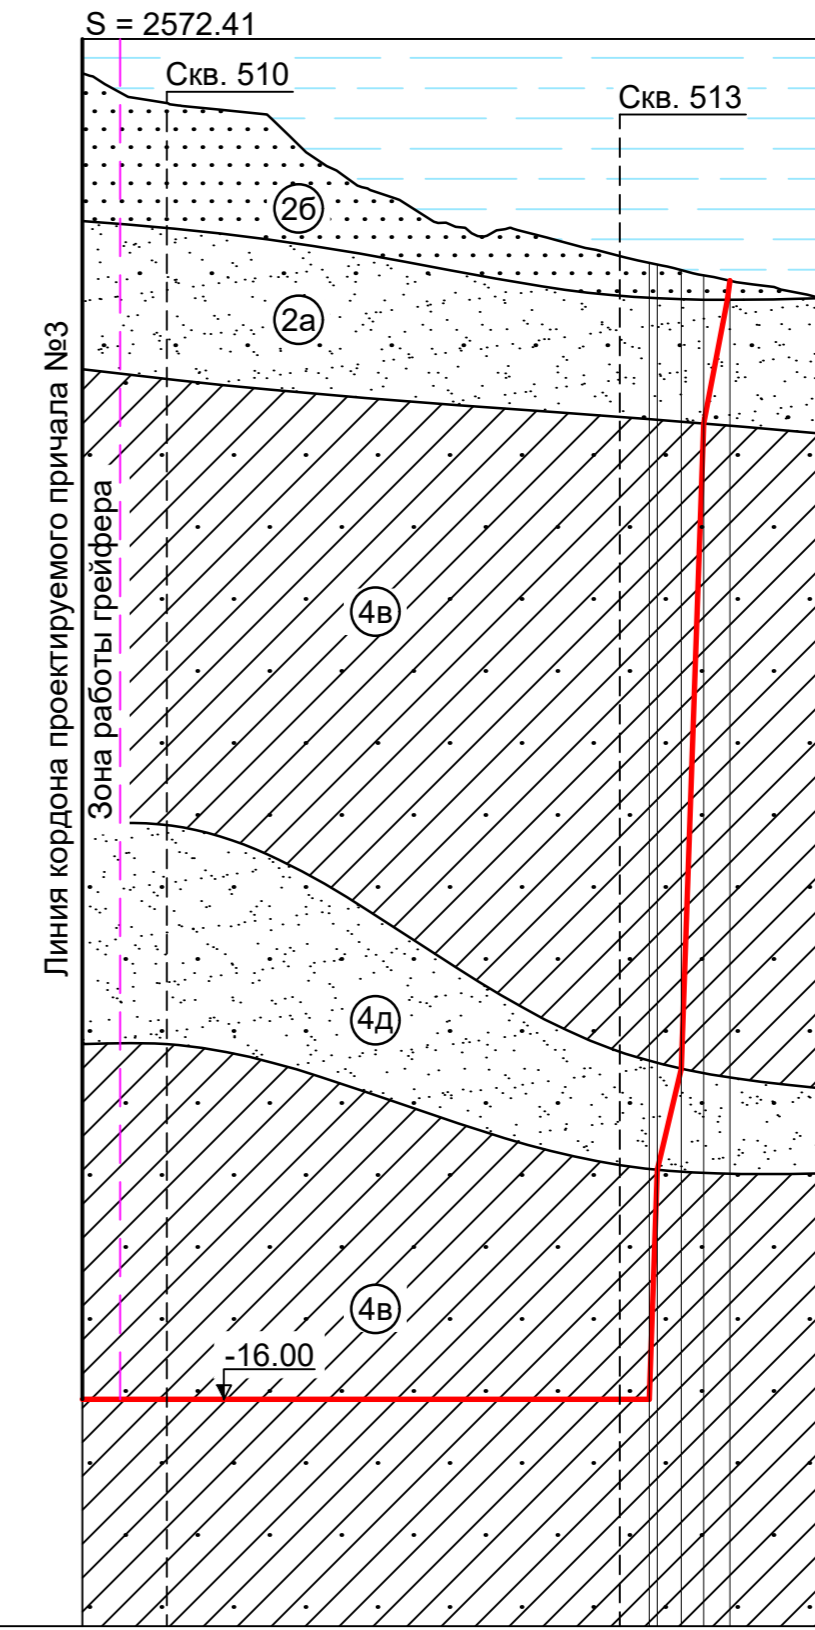 S = 2572.41
Скв. 510
Скв. 513
2б
2а
Линия кордона проектируемого причала №3
Зона работы грейфера
4в
4д
4в
-16.00